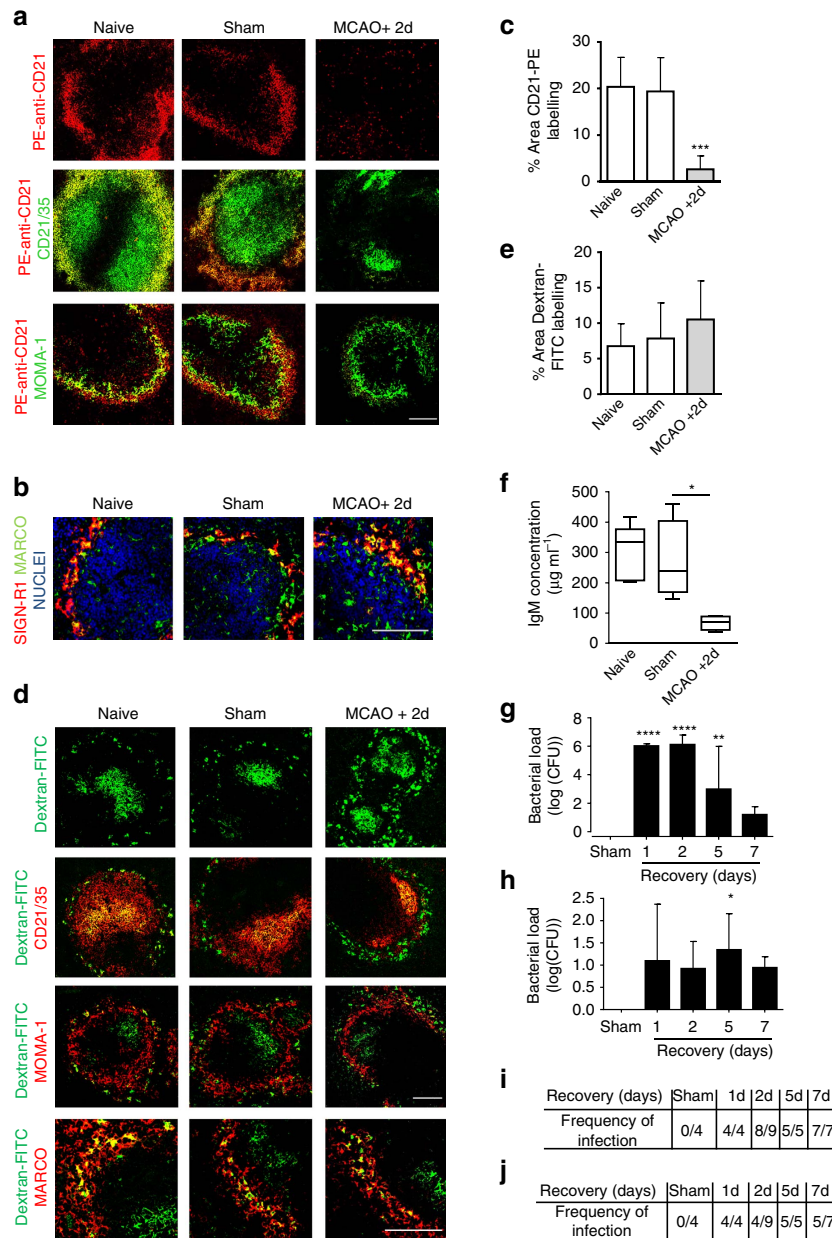 a
Naive Sham MCAO+ 2d
PE-anti-CD21
PE-anti-CD21
CD21/35
PE-anti-CD21
MOMA-1
b
Naive Sham MCAO+ 2d
SIGN-R1 MARCO
NUCLEI
d
Naive Sham MCAO + 2d
Dextran-FITC
Dextran-FITC
CD21/35
Dextran-FITC
MOMA-1
Dextran-FITC
MARCO
c
% Area CD21-PE
labelling
30
20
10
0
***
Naive Sham MCAO +2d
e
% Area Dextran-
FITC labelling
20
15
10
5
0
Naive Sham MCAO +2d
f
IgM concentration
(µg ml⁻¹)
500
400
300
200
100
0
*
Naive Sham MCAO +2d
g
Bacterial load
(log (CFU))
8
6
4
2
0
**** **** **
Sham 1 2 5 7
Recovery (days)
h
Bacterial load
(log(CFU))
2.5
2.0
1.5
1.0
0.5
0.0
*
Sham 1 2 5 7
Recovery (days)
i
Recovery (days) Sham 1d 2d 5d 7d
Frequency of
infection 0/4 4/4 8/9 5/5 7/7
j
Recovery (days) Sham 1d 2d 5d 7d
Frequency of
infection 0/4 4/4 4/9 5/5 5/7